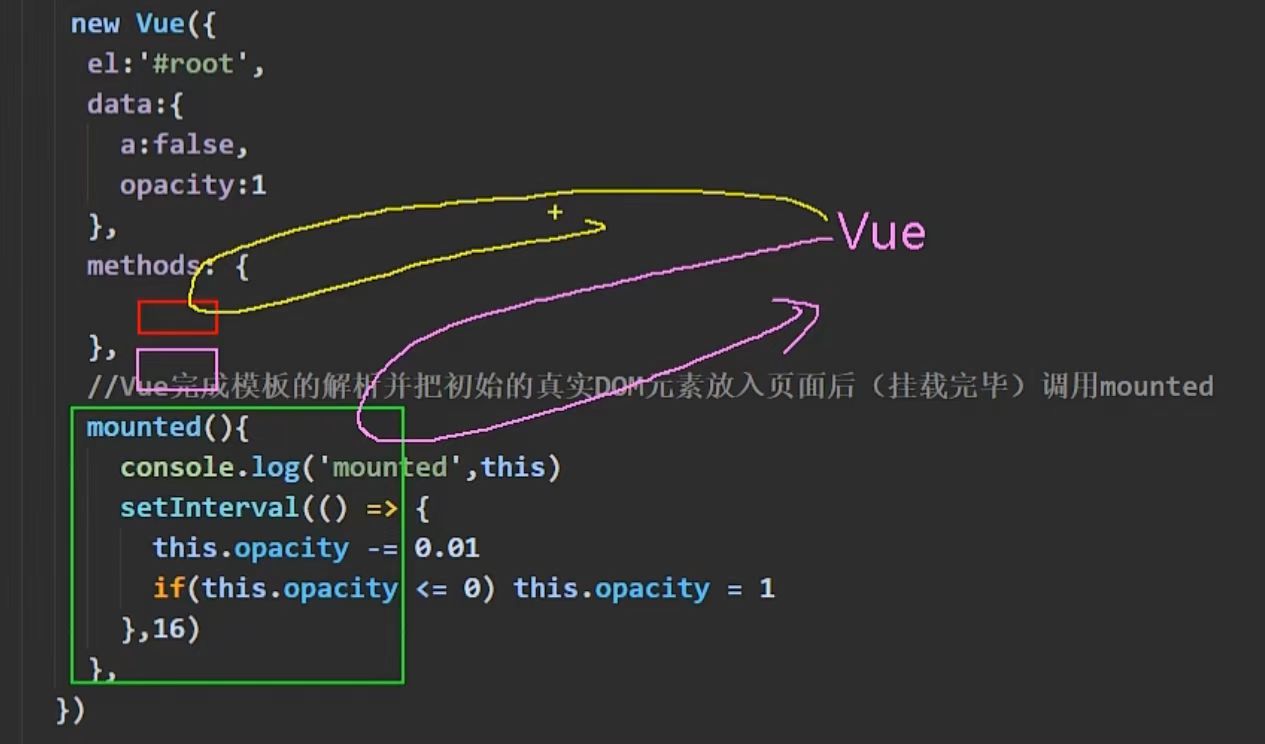 new Vue({
el:'#root',
data:{
a:false,
opacity:1
},
Vue
methods: {
},
//Vue完成模板的解析并把初始的真实DOM元素放入页面后（挂载完毕）调用mounted
mounted(){
console.log('mounted',this)
setInterval(() => {
this.opacity -= 0.01
if(this.opacity <= 0) this.opacity = 1
},16)
},
})